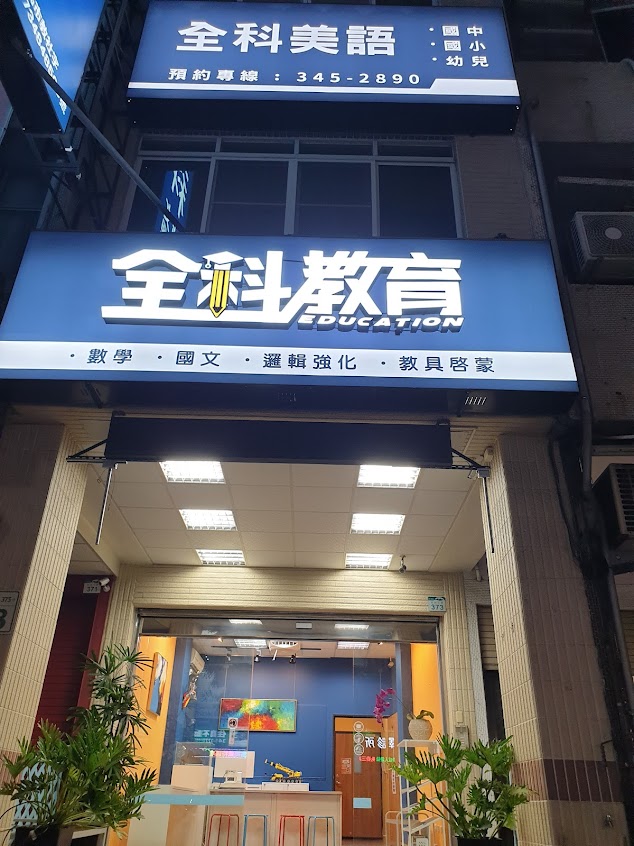 全科美語
・國中
・國小
・幼兒
預約專線：345-2890
全科教育
EDUCATION
・數學 ・國文 ・邏輯強化 ・教具啓蒙
371
373